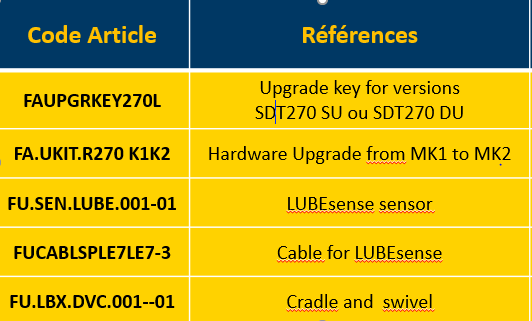 Code Article
Références
FAUPGRKEY270L
Upgrade key for versions
SDT270 SU ou SDT270 DU
FA.UKIT.R270 K1K2
Hardware Upgrade from MK1 to MK2
FU.SEN.LUBE.001-01
LUBEsense sensor
FUCABLSPLE7LE7-3
Cable for LUBEsense
FU.LBX.DVC.001--01
Cradle and swivel